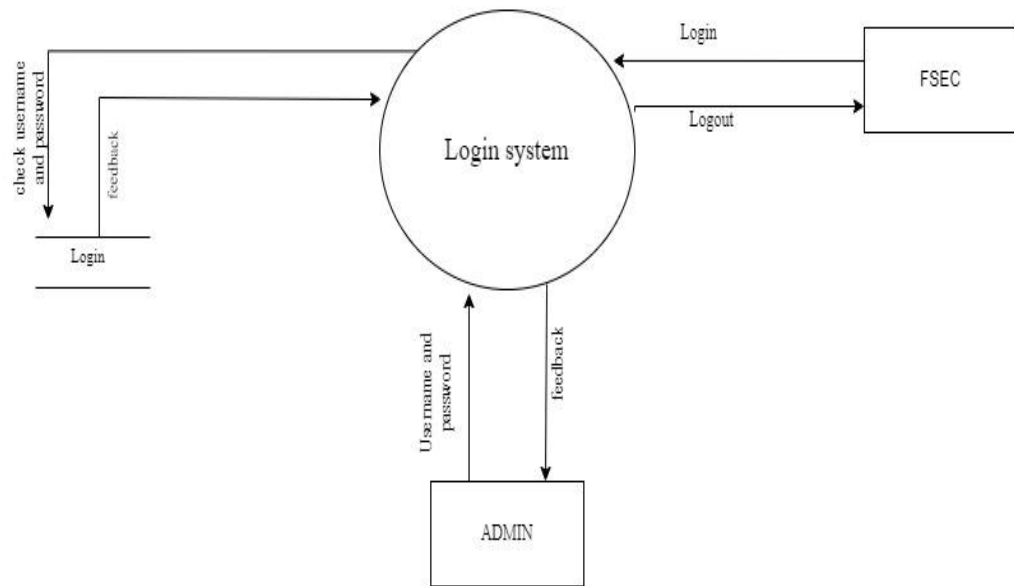 Login
FSEC
Logout
check username
and password
feedback
Login system
Login
Username and
password
feedback
ADMIN